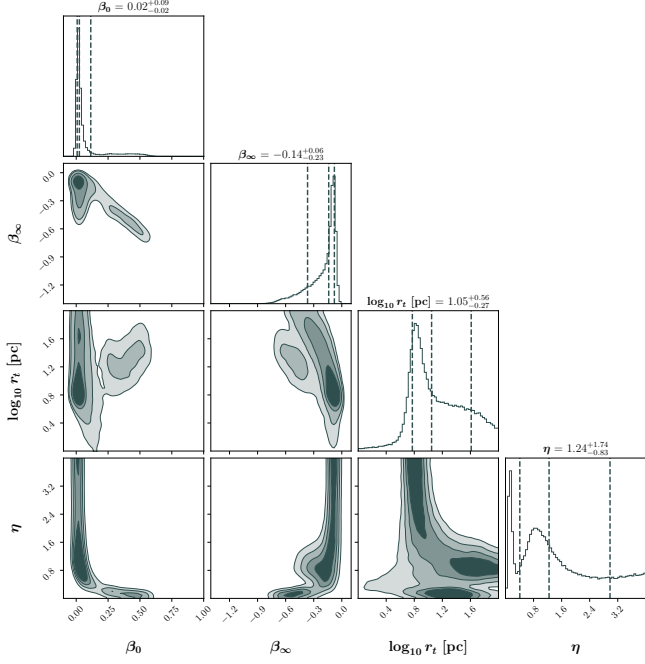 β₀ = 0.02⁺⁰·⁰⁹₋₀.₀₂
β∞ = −0.14⁺⁰·⁰⁶₋₀.₂₃
0.0
−0.3
−0.6
−0.9
−1.2
β∞
log₁₀ rₜ [pc] = 1.05⁺⁰·⁵⁶₋₀.₂₇
1.6
1.2
0.8
0.4
log₁₀ rₜ [pc]
η = 1.24⁺¹·⁷⁴₋₀.₈₃
3.2
2.4
1.6
0.8
η
0.00 0.25 0.50 0.75 1.00
−1.2 −0.9 −0.6 −0.3 0.0
0.4 0.8 1.2 1.6
0.8 1.6 2.4 3.2
β₀ β∞ log₁₀ rₜ [pc] η